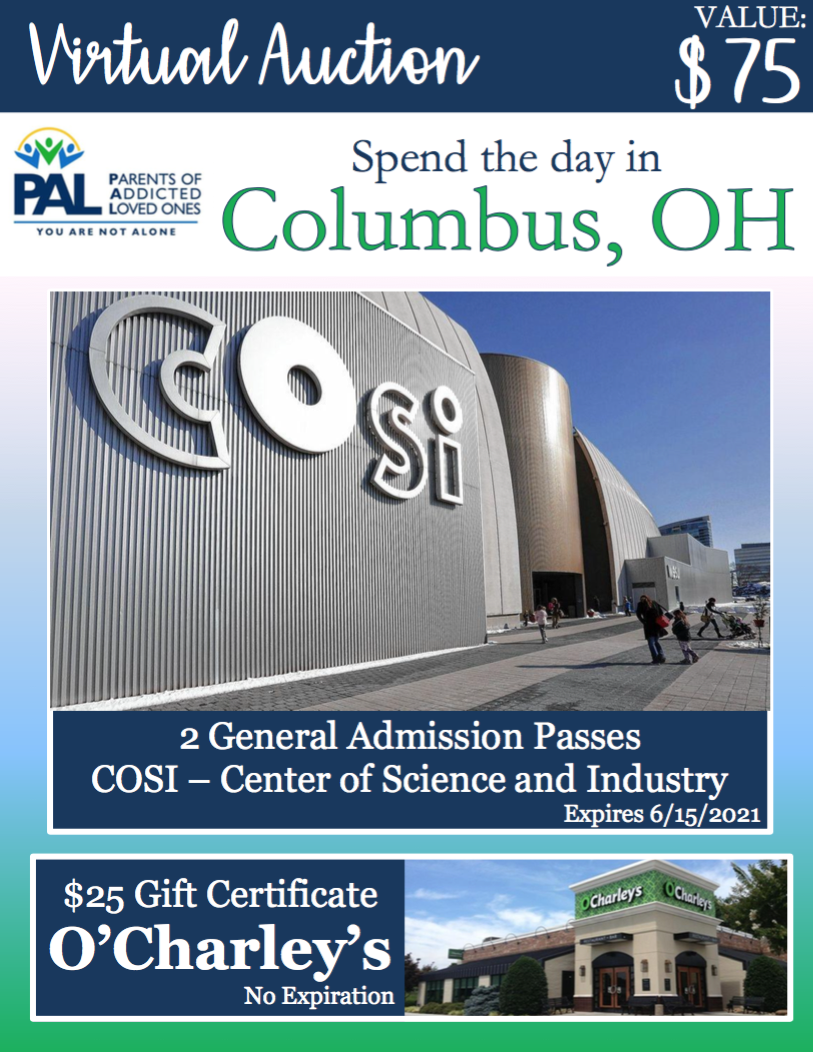 Virtual Auction
VALUE:
$75
PAL
PARENTS OF
ADDICTED
LOVED ONES
YOU ARE NOT ALONE
Spend the day in
Columbus, OH
COSi
COSi
2 General Admission Passes
COSI – Center of Science and Industry
Expires 6/15/2021
$25 Gift Certificate
O'Charley's
No Expiration
O'Charley's
O'Charley's